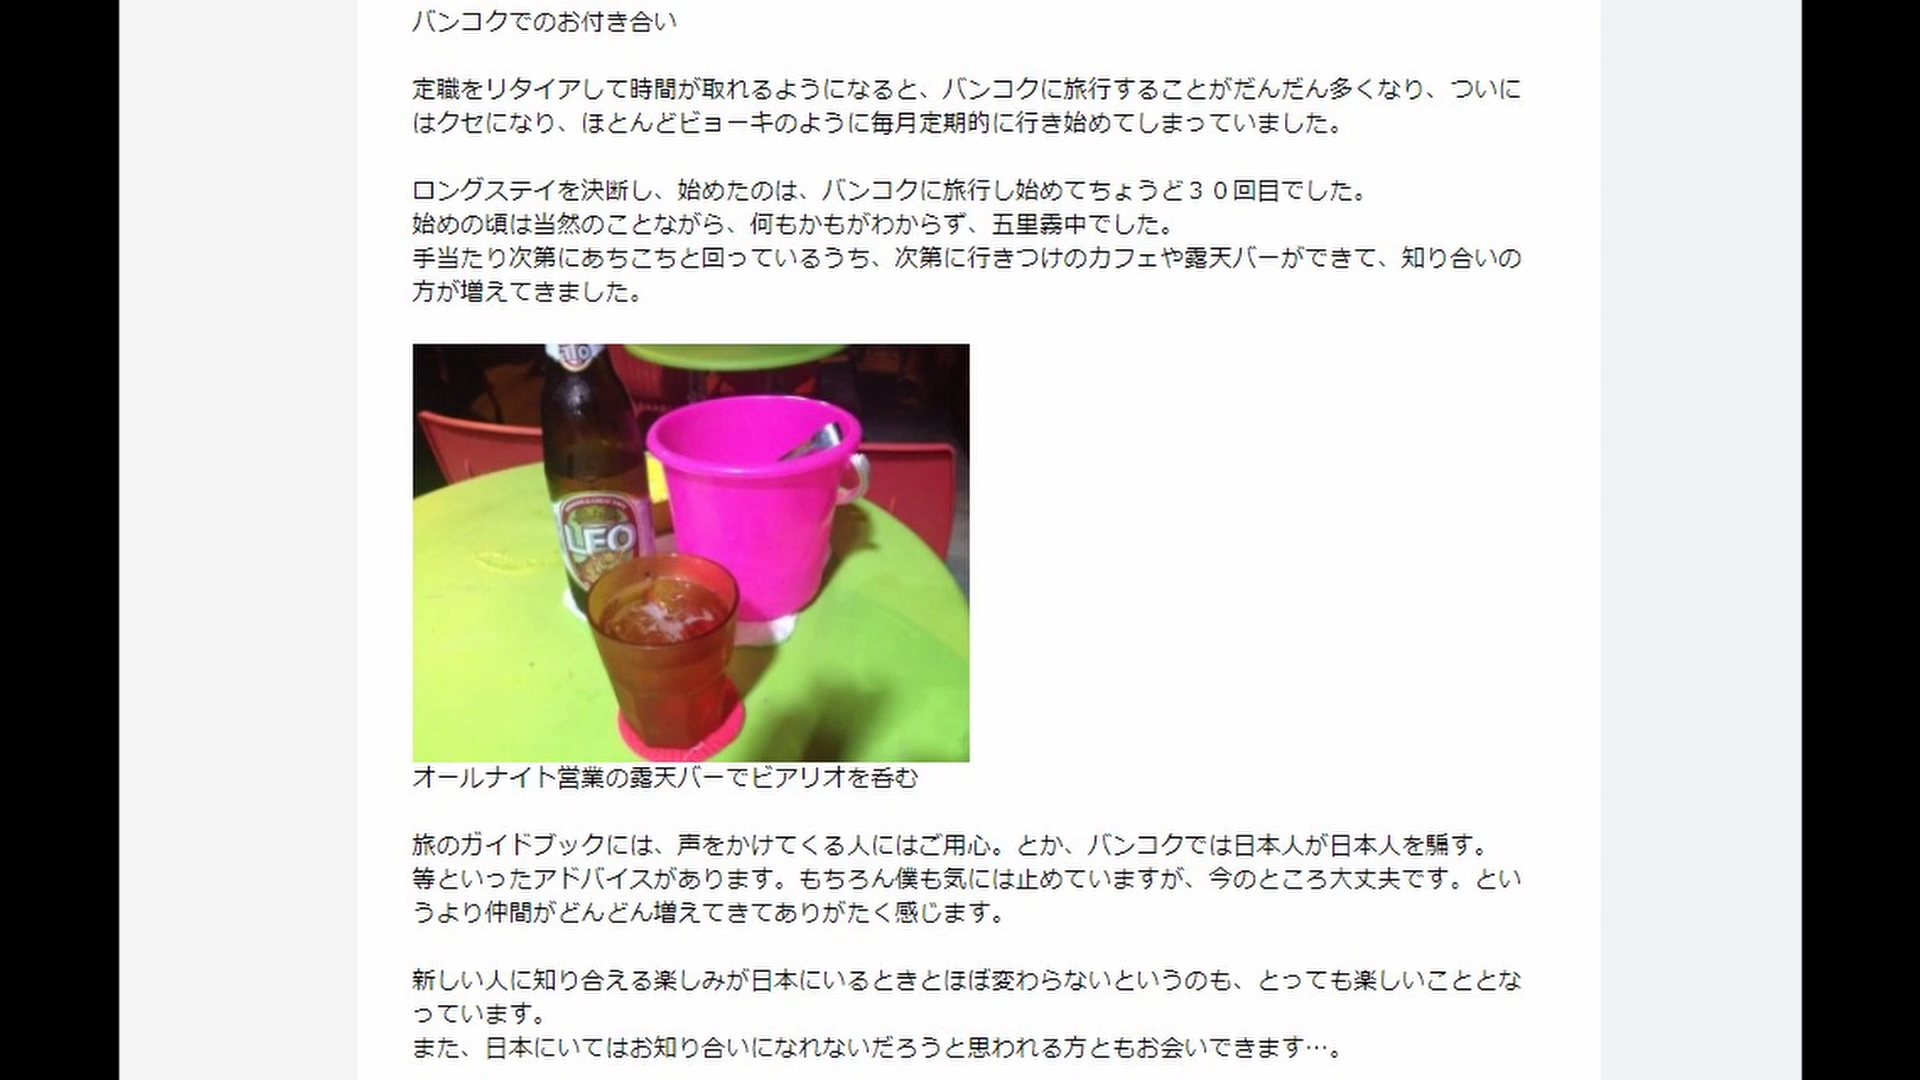 バンコクでのお付き合い
定職をリタイアして時間が取れるようになると、バンコクに旅行することがだんだん多くなり、ついに
はクセになり、ほとんどビョーキのように毎月定期的に行き始めてしまっていました。
ロングステイを決断し、始めたのは、バンコクに旅行し始めてちょうど３０回目でした。
始めの頃は当然のことながら、何もかもがわからず、五里霧中でした。
手当たり次第にあちこちと回っているうち、次第に行きつけのカフェや露天バーができて、知り合いの
方が増えてきました。
LEO
オールナイト営業の露天バーでビアリオを呑む
旅のガイドブックには、声をかけてくる人にはご用心。とか、バンコクでは日本人が日本人を騙す。
等といったアドバイスがあります。もちろん僕も気には止めていますが、今のところ大丈夫です。とい
うより仲間がどんどん増えてきてありがたく感じます。
新しい人に知り合える楽しみが日本にいるときとほぼ変わらないというのも、とっても楽しいこととな
っています。
また、日本にいてはお知り合いになれないだろうと思われる方ともお会いできます…。